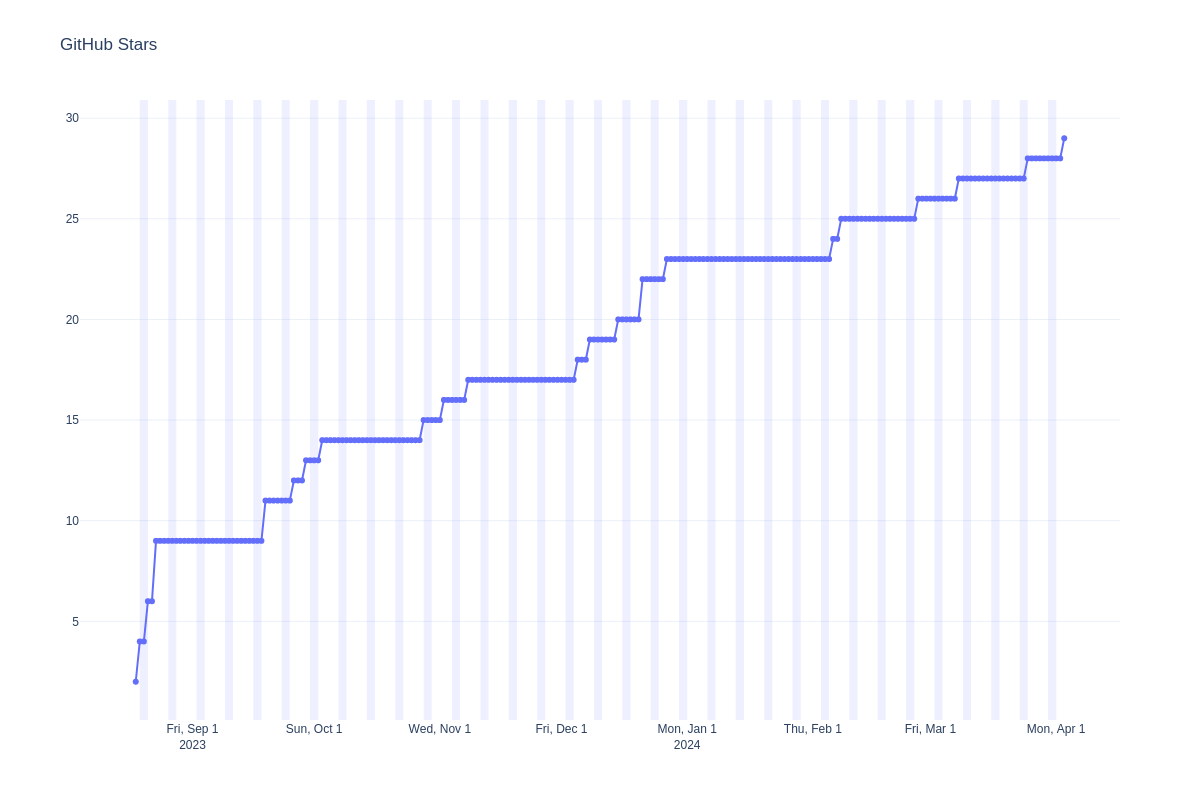 GitHub Stars
30
25
20
15
10
5
Fri, Sep 1
2023
Sun, Oct 1
Wed, Nov 1
Fri, Dec 1
Mon, Jan 1
2024
Thu, Feb 1
Fri, Mar 1
Mon, Apr 1